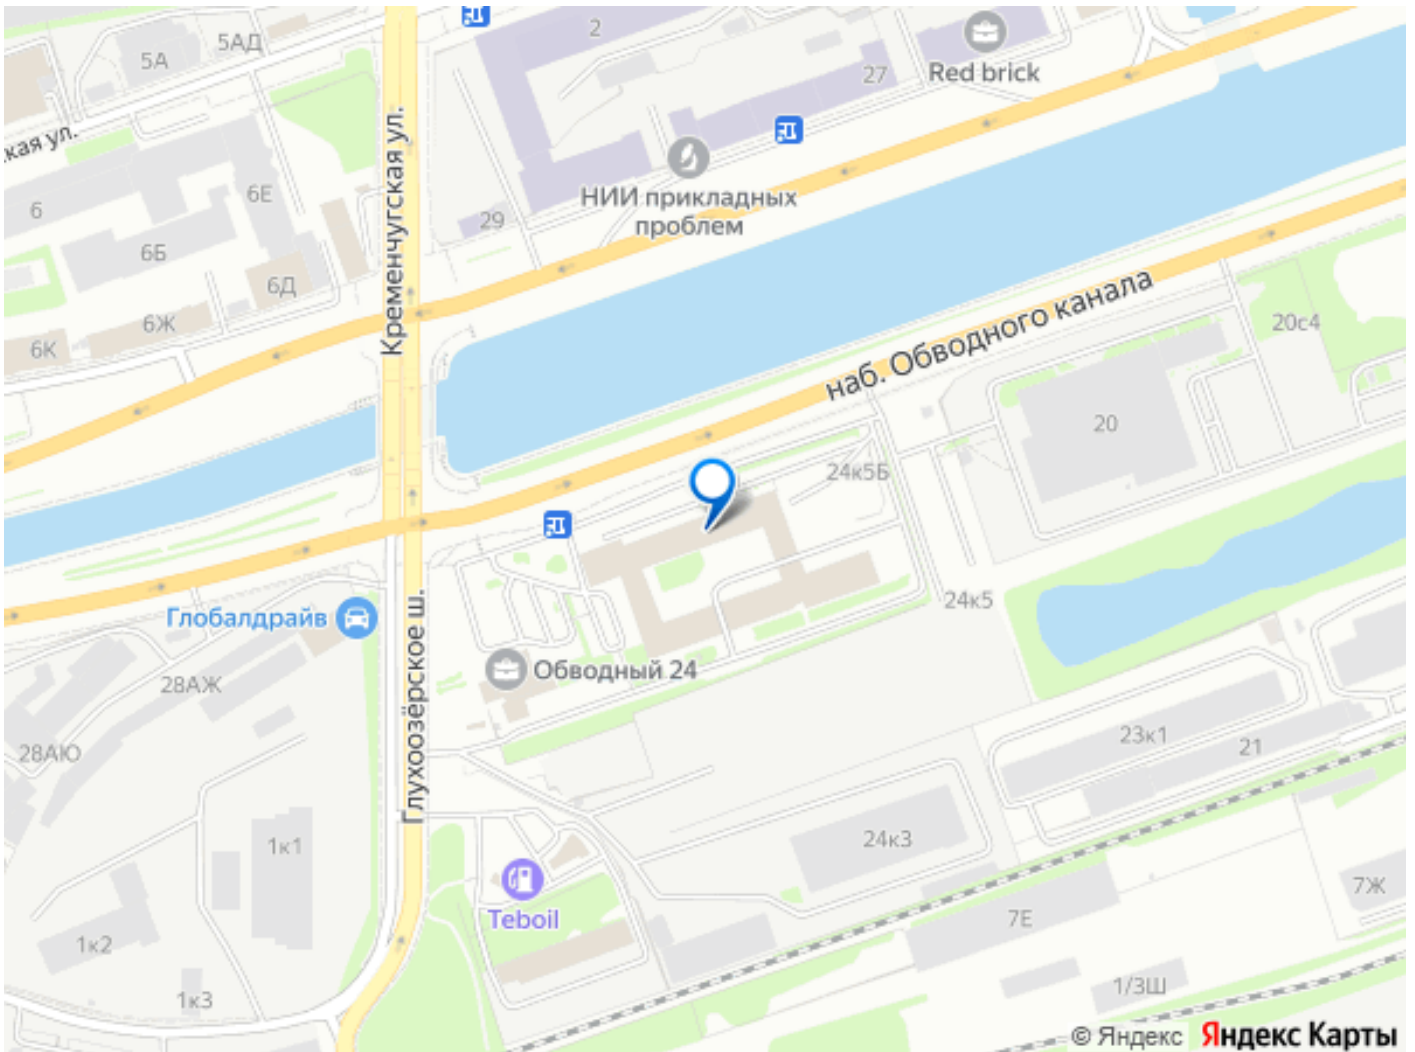 2
5АД
5А
Red brick
27
кая ул.
Кременчугская ул.
НИИ прикладных
проблем
6Е
6
29
6Б
6Д
6Ж
6К
наб. Обводного канала
20с4
20
24к5Б
24к5
Глобалдрайв
Глухоозёрское ш.
Обводный 24
28АЖ
28АЮ
23к1
21
1к1
24к3
7Ж
Teboil
7Е
1к2
1/3Ш
1к3
© Яндекс Яндекс Карты